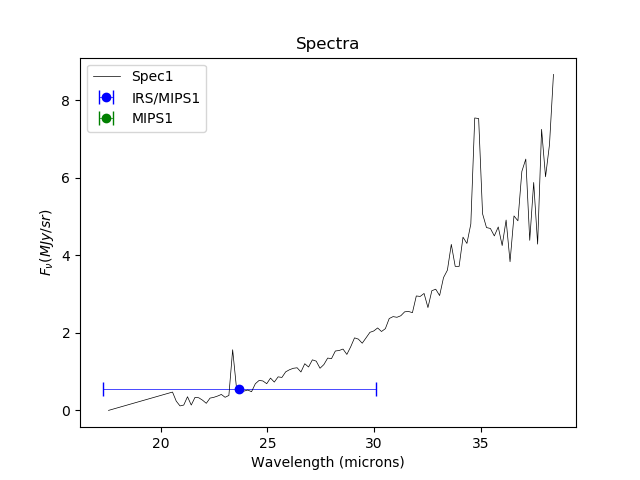 Spectra
Spec1
IRS/MIPS1
MIPS1
8
6
4
2
0
F_ν(MJy/sr)
20 25 30 35
Wavelength (microns)